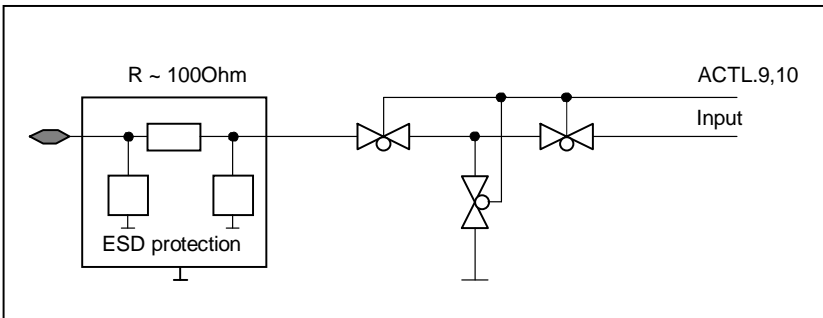 R ~ 100Ohm
ACTL.9,10
Input
ESD protection